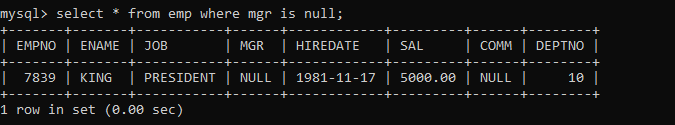 mysql> select * from emp where mgr is null;
+-------+-------+-----------+------+------------+---------+------+--------+
| EMPNO | ENAME | JOB       | MGR  | HIREDATE   | SAL     | COMM | DEPTNO |
+-------+-------+-----------+------+------------+---------+------+--------+
|  7839 | KING  | PRESIDENT | NULL | 1981-11-17 | 5000.00 | NULL |     10 |
+-------+-------+-----------+------+------------+---------+------+--------+
1 row in set (0.00 sec)